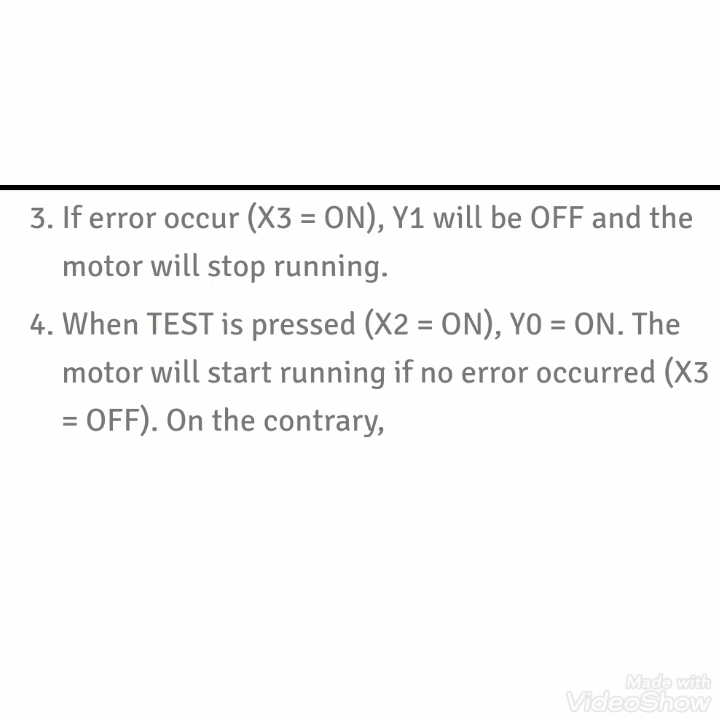 3. If error occur (X3 = ON), Y1 will be OFF and the
motor will stop running.
4. When TEST is pressed (X2 = ON), Y0 = ON. The
motor will start running if no error occurred (X3
= OFF). On the contrary,
Made with
VideoShow